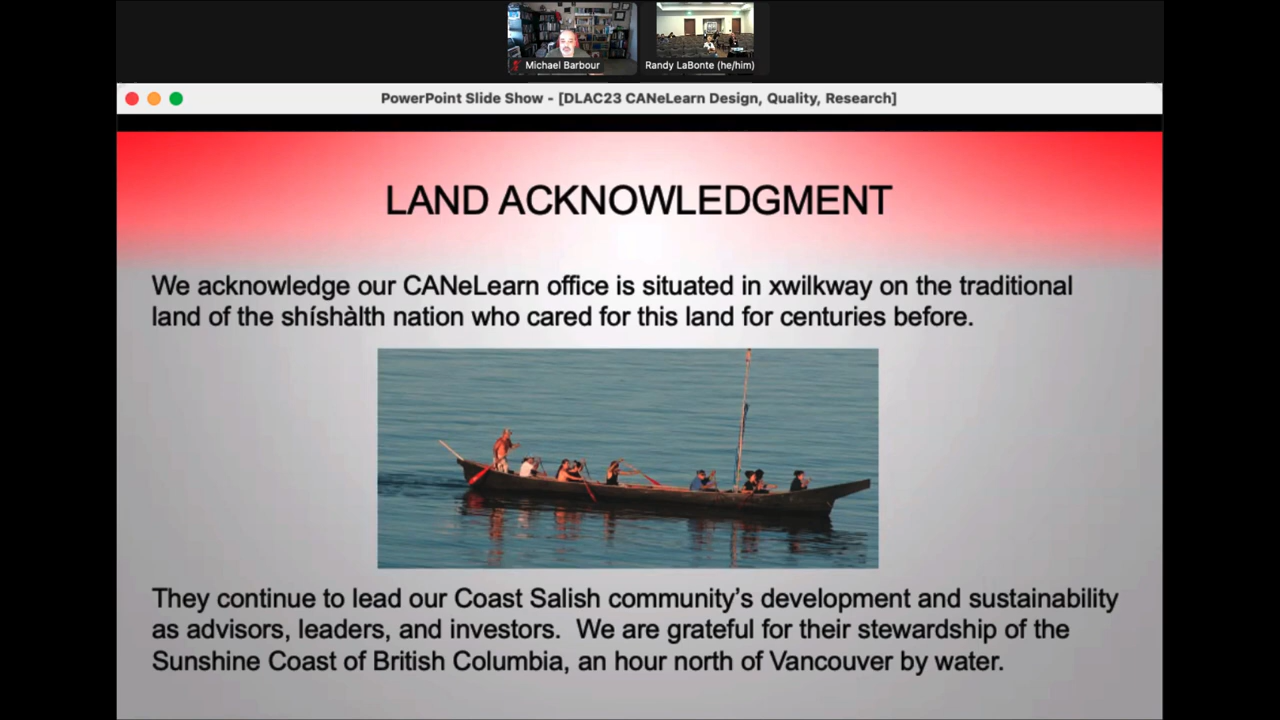 Michael Barbour
Randy LaBonte (he/him)
PowerPoint Slide Show - [DLAC23 CANeLearn Design, Quality, Research]
LAND ACKNOWLEDGMENT
We acknowledge our CANeLearn office is situated in xwilkway on the traditional
land of the shíshàlth nation who cared for this land for centuries before.
They continue to lead our Coast Salish community’s development and sustainability
as advisors, leaders, and investors.  We are grateful for their stewardship of the
Sunshine Coast of British Columbia, an hour north of Vancouver by water.